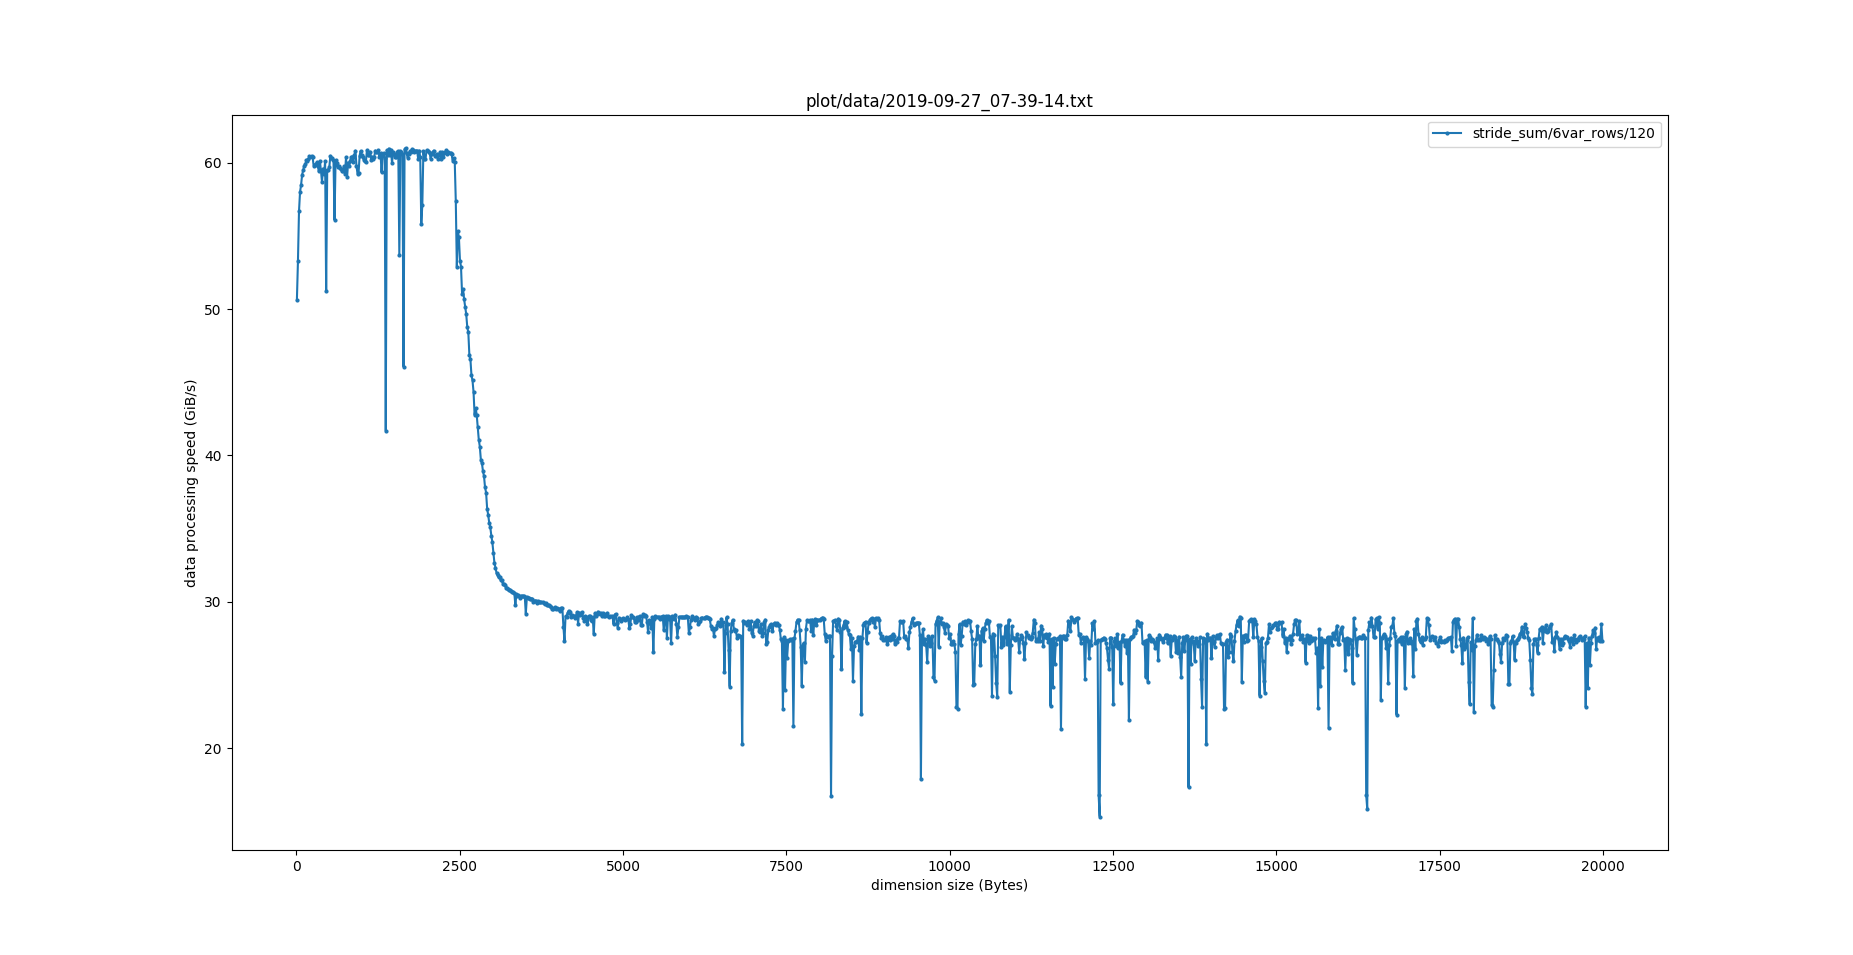 plot/data/2019-09-27_07-39-14.txt
stride_sum/6var_rows/120
data processing speed (GiB/s)
60
50
40
30
20
0 2500 5000 7500 10000 12500 15000 17500 20000
dimension size (Bytes)